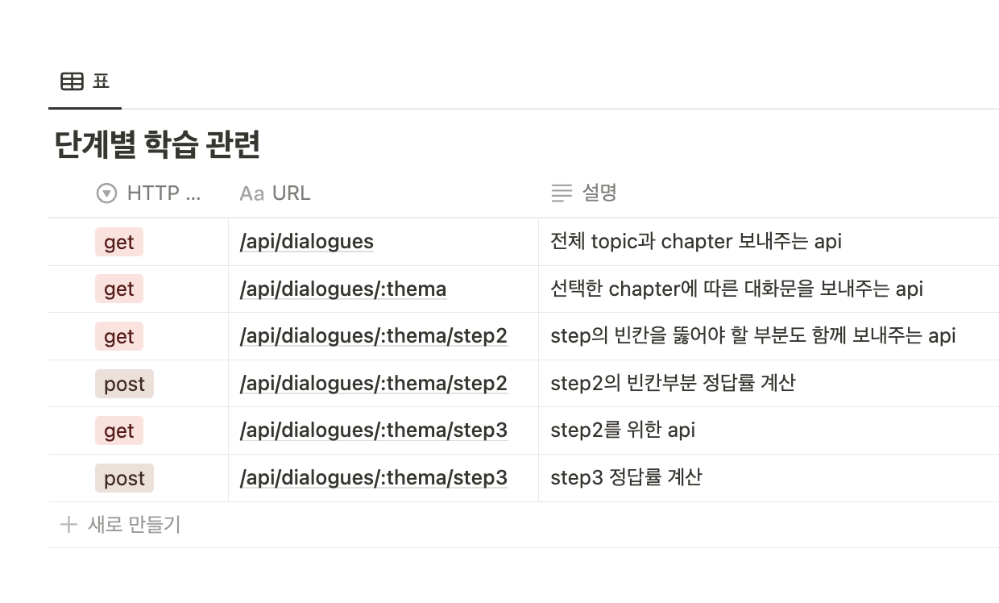 표
단계별 학습 관련
HTTP ... Aa URL 설명
get /api/dialogues 전체 topic과 chapter 보내주는 api
get /api/dialogues/:thema 선택한 chapter에 따른 대화문을 보내주는 api
get /api/dialogues/:thema/step2 step의 빈칸을 뚫어야 할 부분도 함께 보내주는 api
post /api/dialogues/:thema/step2 step2의 빈칸부분 정답률 계산
get /api/dialogues/:thema/step3 step2를 위한 api
post /api/dialogues/:thema/step3 step3 정답률 계산
+ 새로 만들기